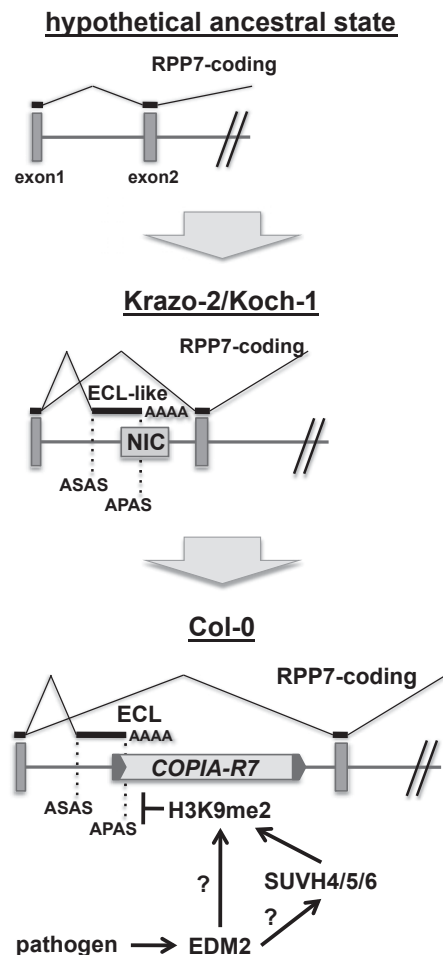 hypothetical ancestral state
RPP7-coding
exon1 exon2
Krazo-2/Koch-1
RPP7-coding
ECL-like
AAAA
NIC
ASAS
APAS
Col-0
RPP7-coding
ECL
AAAA
COPIA-R7
ASAS
APAS
H3K9me2
? SUVH4/5/6
?
pathogen EDM2